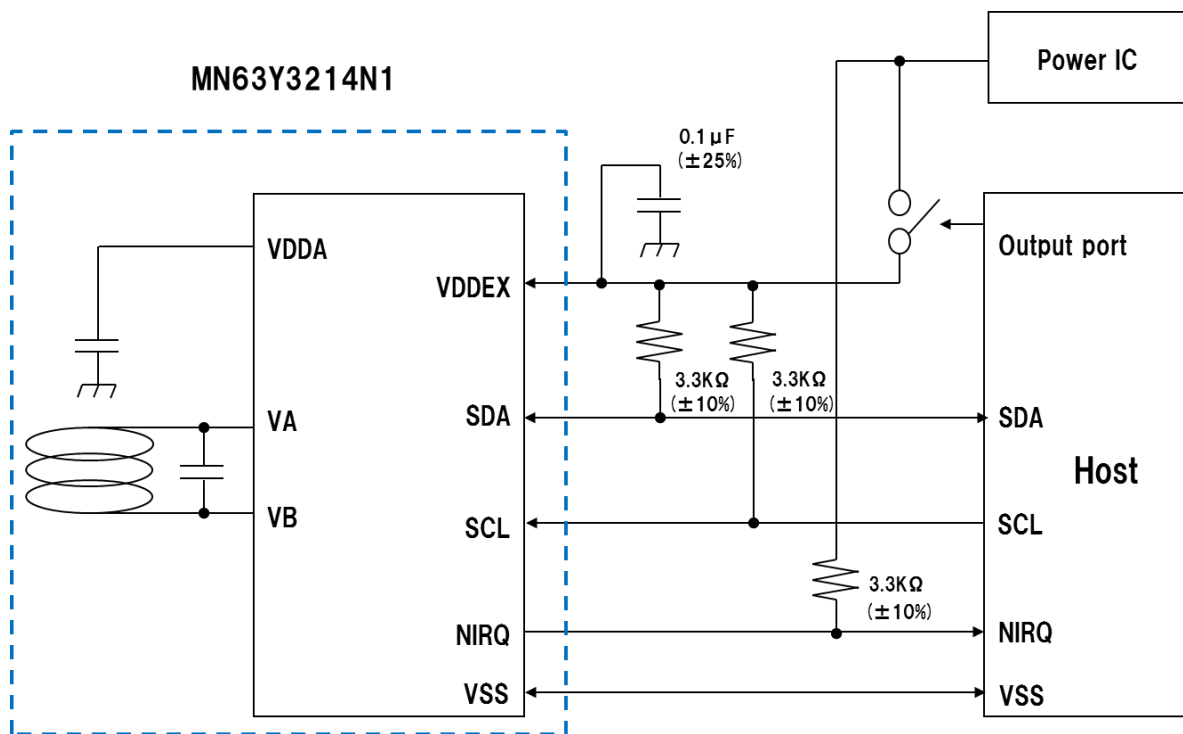 MN63Y3214N1
Power IC
0.1μF
(±25%)
VDDA
VDDEX
Output port
3.3KΩ
(±10%)
3.3KΩ
(±10%)
VA
SDA
SDA
Host
VB
SCL
SCL
3.3KΩ
(±10%)
NIRQ
NIRQ
VSS
VSS